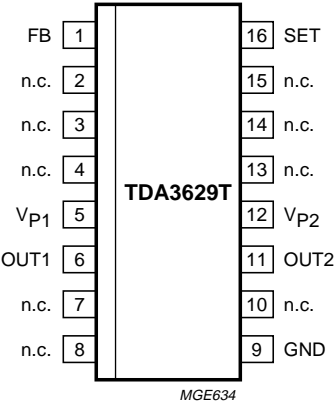 FB 1 16 SET
n.c. 2 15 n.c.
n.c. 3 14 n.c.
n.c. 4 13 n.c.
TDA3629T
VP1 5 12 VP2
OUT1 6 11 OUT2
n.c. 7 10 n.c.
n.c. 8 9 GND
MGE634